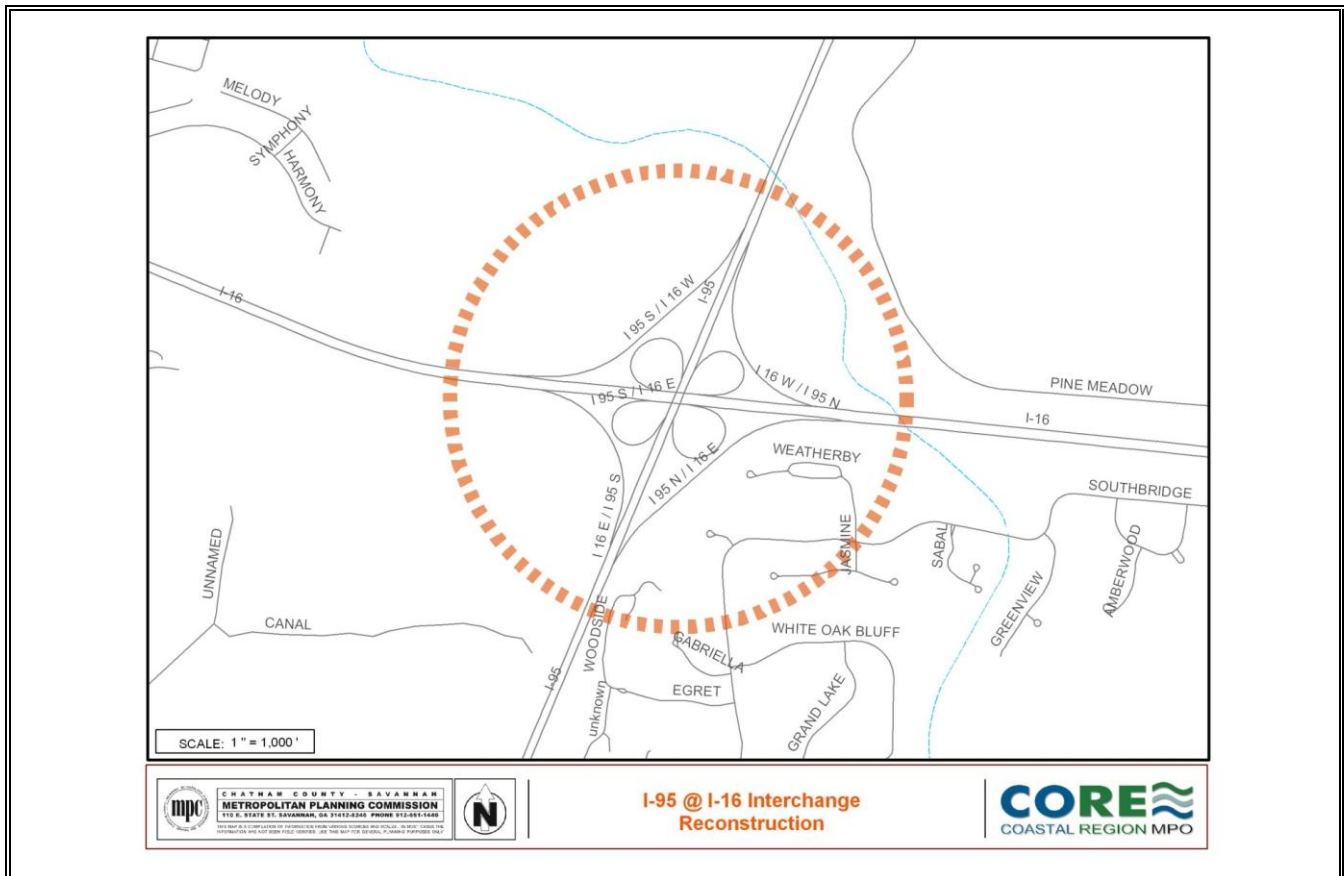 MELODY
SYMPHONY
HARMONY
I-16
I 95 S / I 16 W
I-95
I 95 S / I 16 E
I 16 W / I 95 N
PINE MEADOW
I-16
I 95 N / I 16 E
WEATHERBY
SOUTHBRIDGE
I 16 E / I 95 S
JASMINE
SABAL
AMBERWOOD
UNNAMED
GREENVIEW
CANAL
WOODSIDE
WHITE OAK BLUFF
GABRIELLA
I-95
EGRET
unknown
GRAND LAKE
SCALE: 1 " = 1,000 '
mpc
CHATHAM COUNTY - SAVANNAH
METROPOLITAN PLANNING COMMISSION
110 E. STATE ST. SAVANNAH, GA 31412-8246 PHONE 912-651-1440
N
I-95 @ I-16 Interchange
Reconstruction
CORE
COASTAL REGION MPO